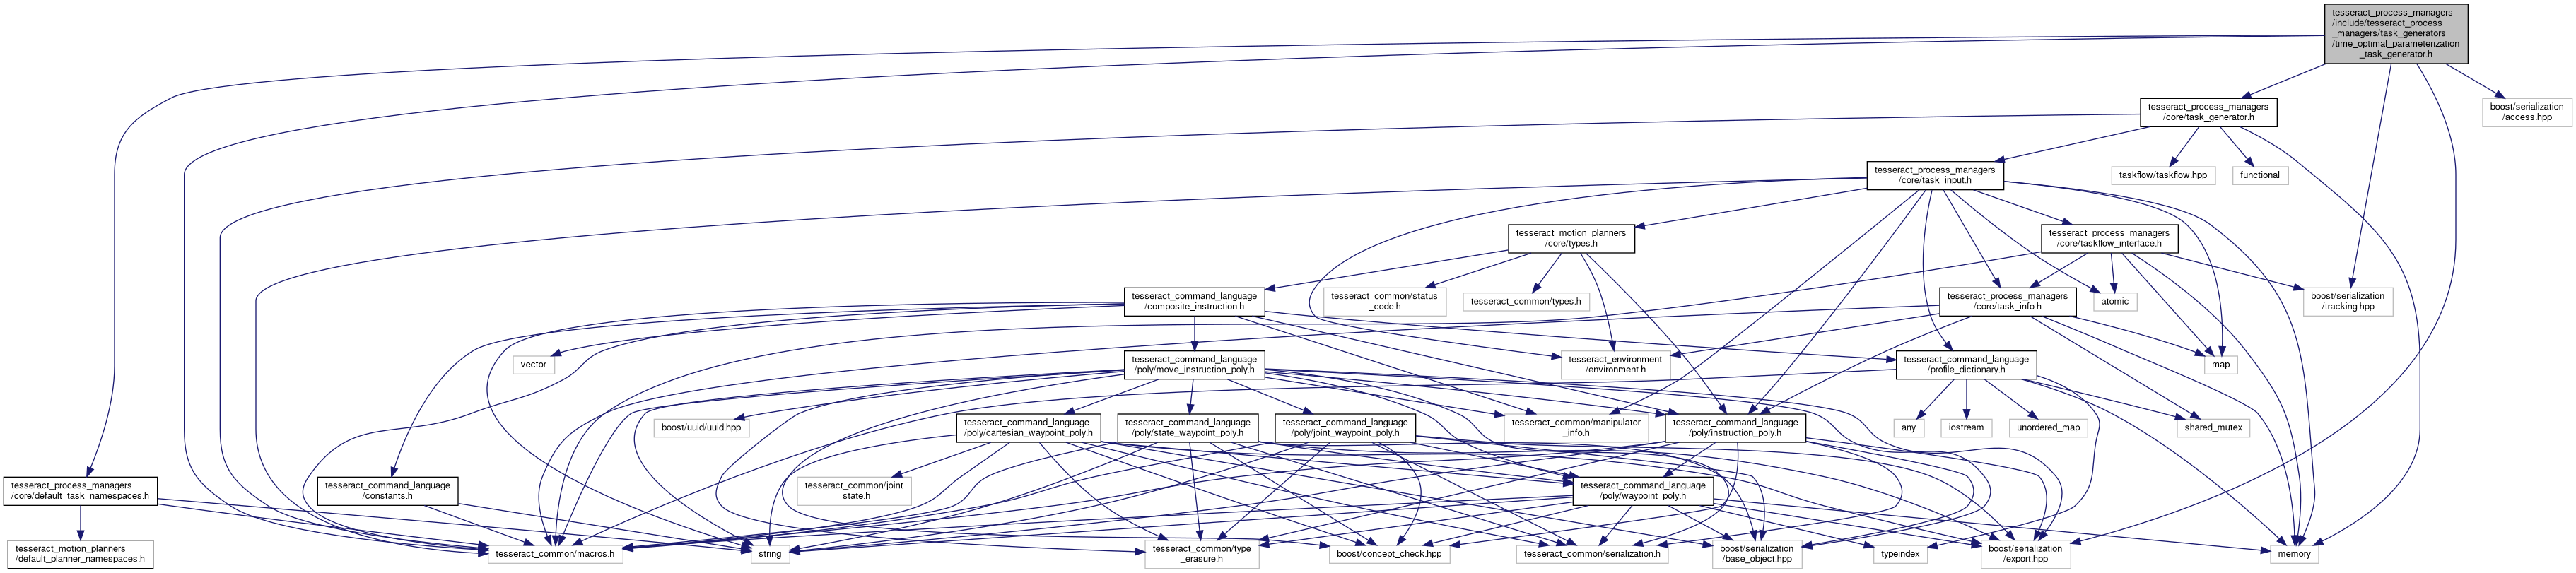 tesseract_process_managers
/include/tesseract_process
_managers/task_generators
/time_optimal_parameterization
_task_generator.h
tesseract_process_managers
/core/task_generator.h
boost/serialization
/access.hpp
tesseract_process_managers
/core/task_input.h
taskflow/taskflow.hpp
functional
tesseract_motion_planners
/core/types.h
tesseract_process_managers
/core/taskflow_interface.h
tesseract_command_language
/composite_instruction.h
tesseract_common/status
_code.h
tesseract_common/types.h
tesseract_process_managers
/core/task_info.h
atomic
boost/serialization
/tracking.hpp
vector
tesseract_command_language
/poly/move_instruction_poly.h
tesseract_environment
/environment.h
tesseract_command_language
/profile_dictionary.h
map
boost/uuid/uuid.hpp
tesseract_command_language
/poly/cartesian_waypoint_poly.h
tesseract_command_language
/poly/state_waypoint_poly.h
tesseract_command_language
/poly/joint_waypoint_poly.h
tesseract_common/manipulator
_info.h
tesseract_command_language
/poly/instruction_poly.h
any
iostream
unordered_map
shared_mutex
tesseract_process_managers
/core/default_task_namespaces.h
tesseract_command_language
/constants.h
tesseract_common/joint
_state.h
tesseract_command_language
/poly/waypoint_poly.h
tesseract_motion_planners
/default_planner_namespaces.h
tesseract_common/macros.h
string
tesseract_common/type
_erasure.h
boost/concept_check.hpp
tesseract_common/serialization.h
boost/serialization
/base_object.hpp
typeindex
boost/serialization
/export.hpp
memory